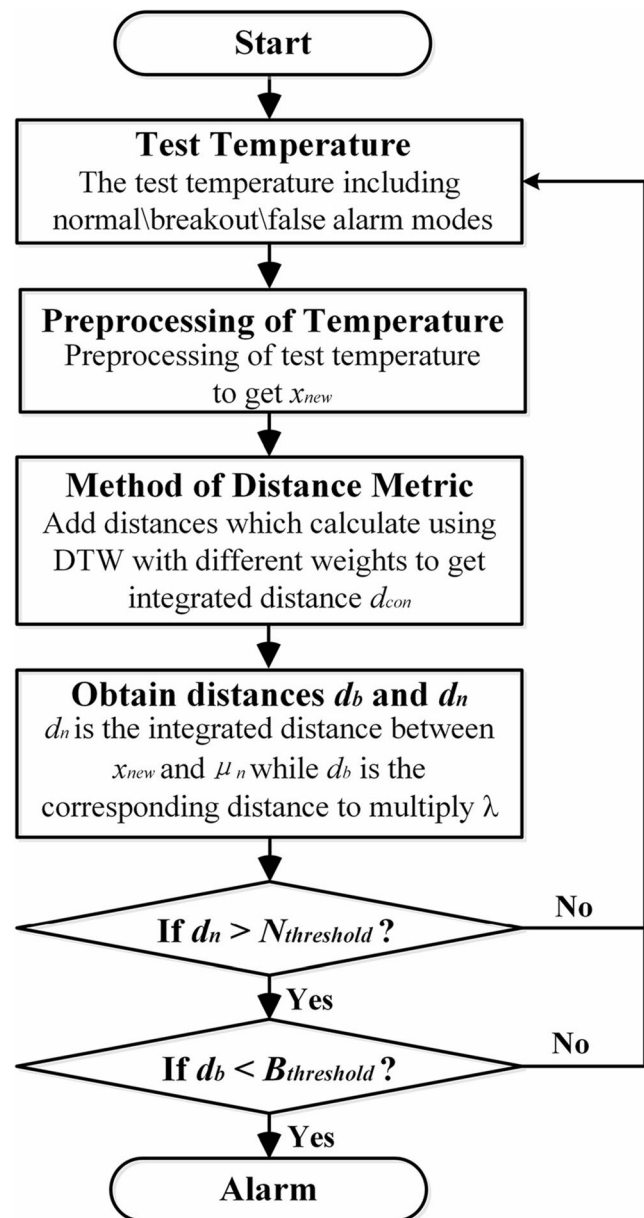 Start
Test Temperature
The test temperature including
normal\breakout\false alarm modes
Preprocessing of Temperature
Preprocessing of test temperature
to get xnew
Method of Distance Metric
Add distances which calculate using
DTW with different weights to get
integrated distance dcon
Obtain distances db and dn
dn is the integrated distance between
xnew and μn while db is the
corresponding distance to multiply λ
If dn > Nthreshold ?
No
Yes
If db < Bthreshold ?
No
Yes
Alarm